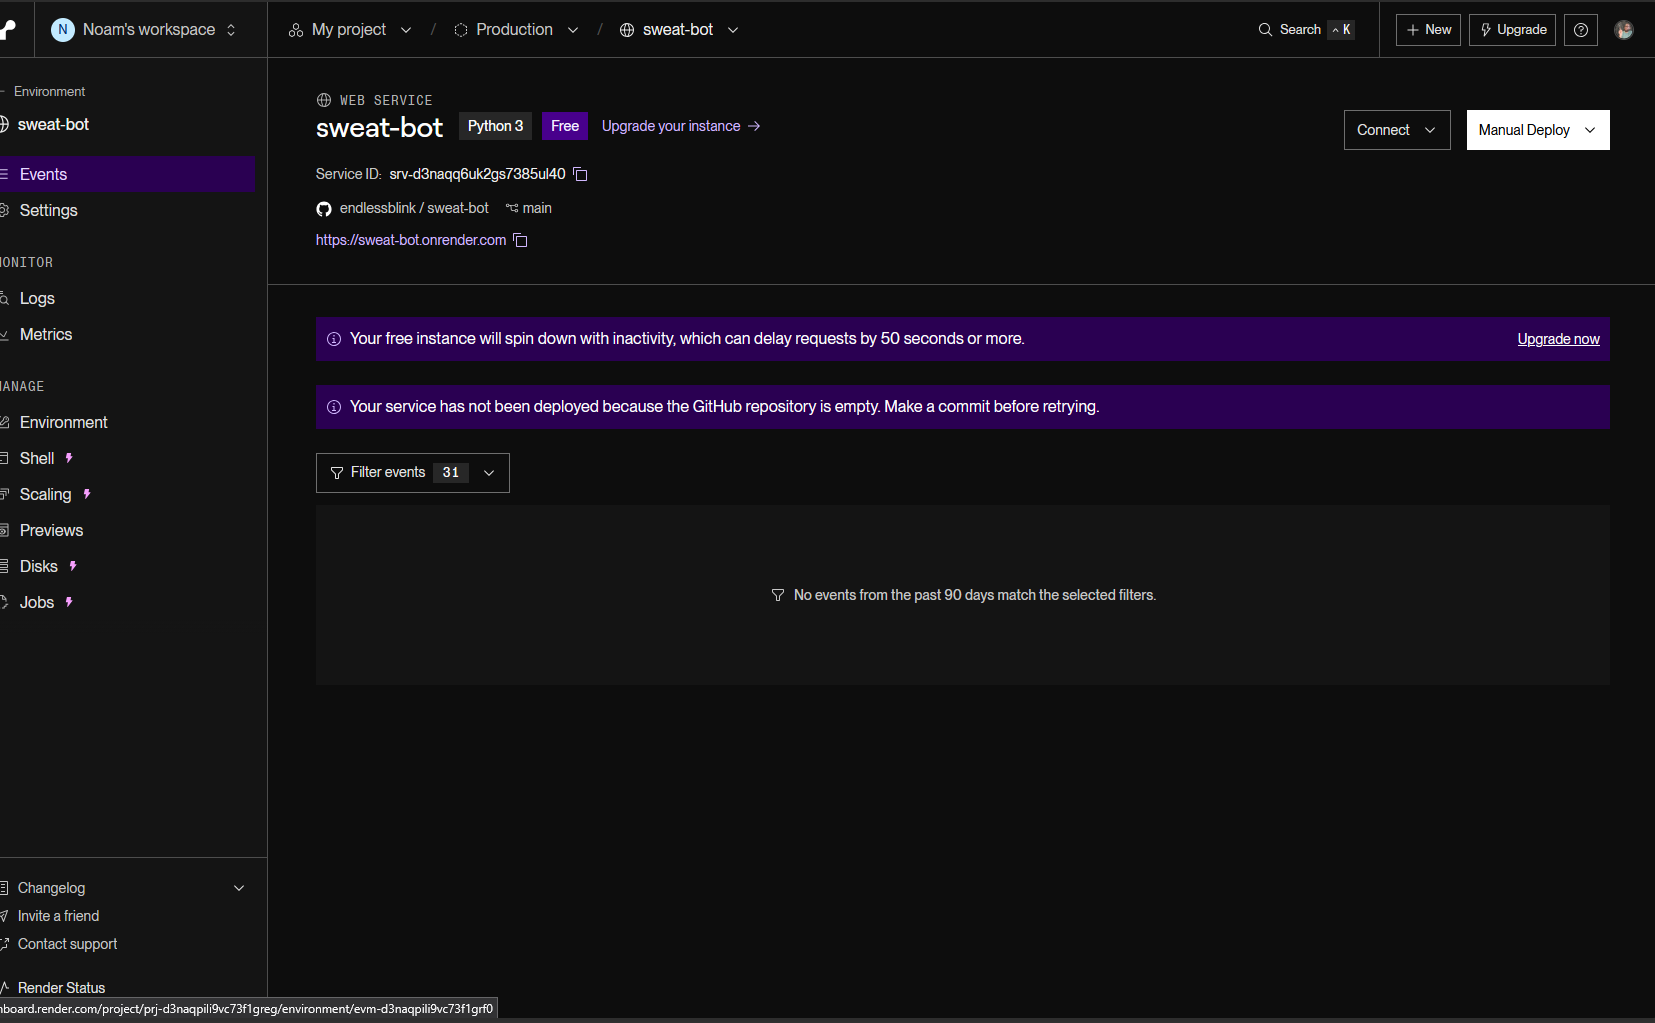 N Noam's workspace
My project / Production / sweat-bot
Search ^ K
+ New
Upgrade
Environment
sweat-bot
Events
Settings
MONITOR
Logs
Metrics
MANAGE
Environment
Shell
Scaling
Previews
Disks
Jobs
Changelog
Invite a friend
Contact support
Render Status
WEB SERVICE
sweat-bot Python 3 Free Upgrade your instance →
Service ID: srv-d3naqq6uk2gs7385ul40
endlessblink / sweat-bot main
https://sweat-bot.onrender.com
Connect
Manual Deploy
Your free instance will spin down with inactivity, which can delay requests by 50 seconds or more. Upgrade now
Your service has not been deployed because the GitHub repository is empty. Make a commit before retrying.
Filter events 31
No events from the past 90 days match the selected filters.
board.render.com/project/prj-d3naqpili9vc73f1greg/environment/evm-d3naqpili9vc73f1grf0